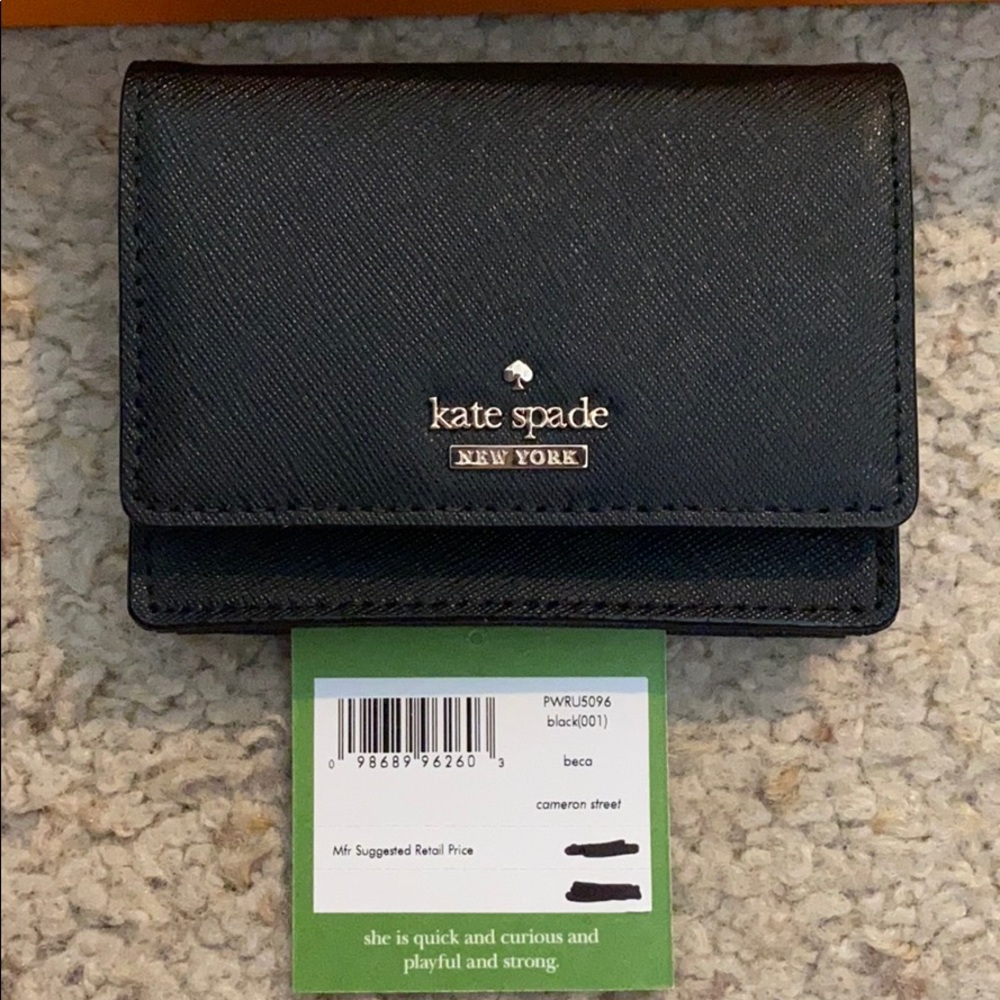 kate spade
NEW YORK
PWRU5096
black(001)
0 98689 96260 3
beca
cameron street
Mfr Suggested Retail Price
she is quick and curious and
playful and strong.